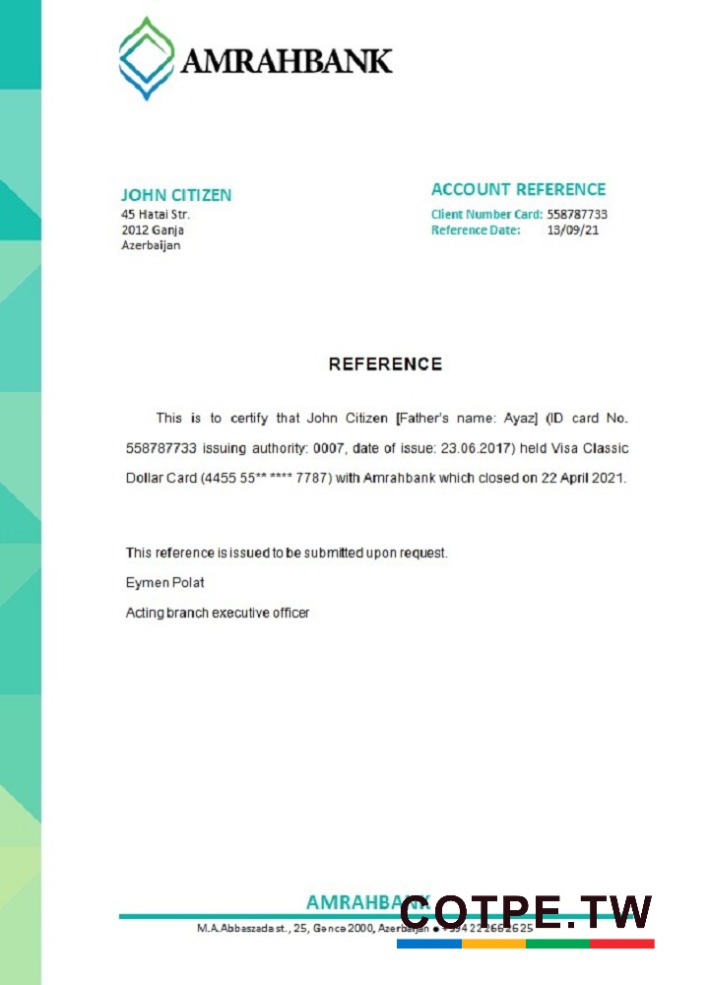 AMRAHBANK
JOHN CITIZEN
45 Hatai Str.
2012 Ganja
Azerbaijan
ACCOUNT REFERENCE
Client Number Card: 558787733
Reference Date: 13/09/21
REFERENCE
This is to certify that John Citizen [Father's name: Ayaz] (ID card No.
558787733 issuing authority: 0007, date of issue: 23.06.2017) held Visa Classic
Dollar Card (4455 55** **** 7787) with Amrahbank which closed on 22 April 2021.
This reference is issued to be submitted upon request.
Eymen Polat
Acting branch executive officer
AMRAHBANK
COTPE.TW
M.A.Abbaszada st., 25, Gence 2000, Azerbaijan ● +994 22 266 26 25